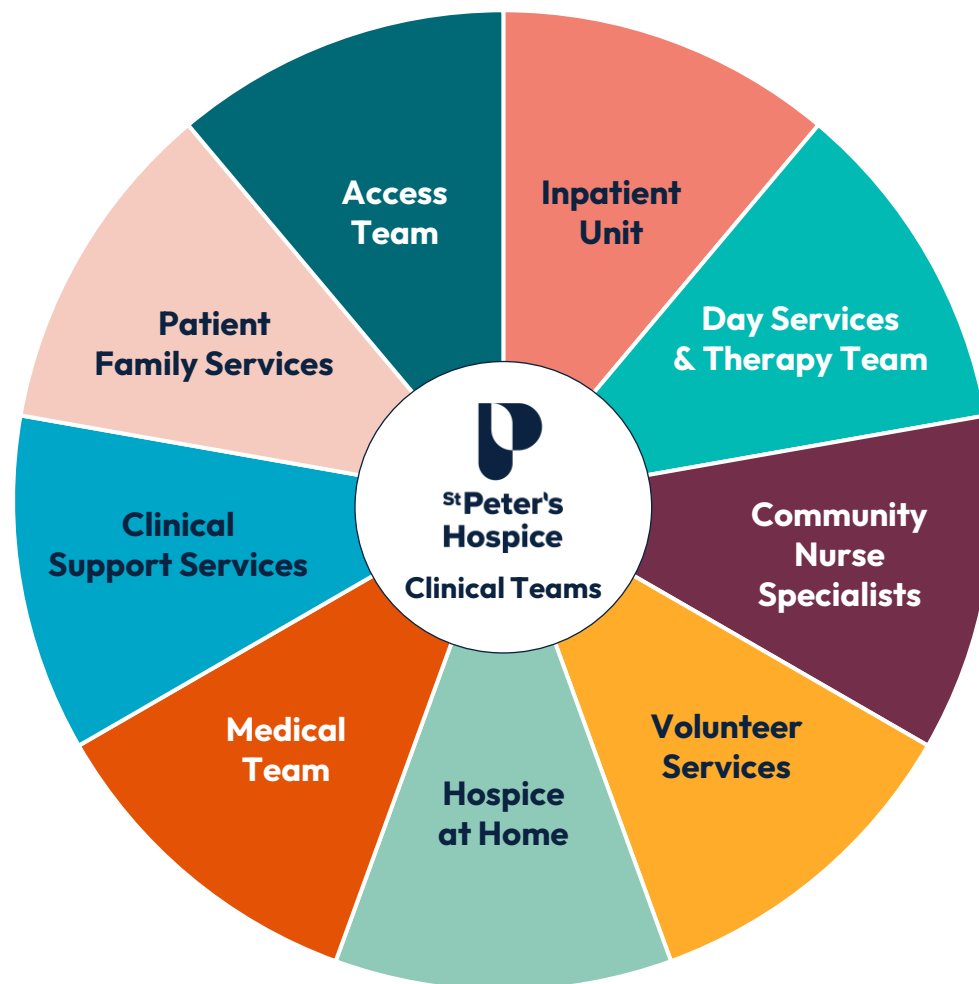 Access
Team
Inpatient
Unit
Day Services
& Therapy Team
Community
Nurse
Specialists
Volunteer
Services
Hospice
at Home
Medical
Team
Clinical
Support Services
Patient
Family Services
St Peter's
Hospice
Clinical Teams